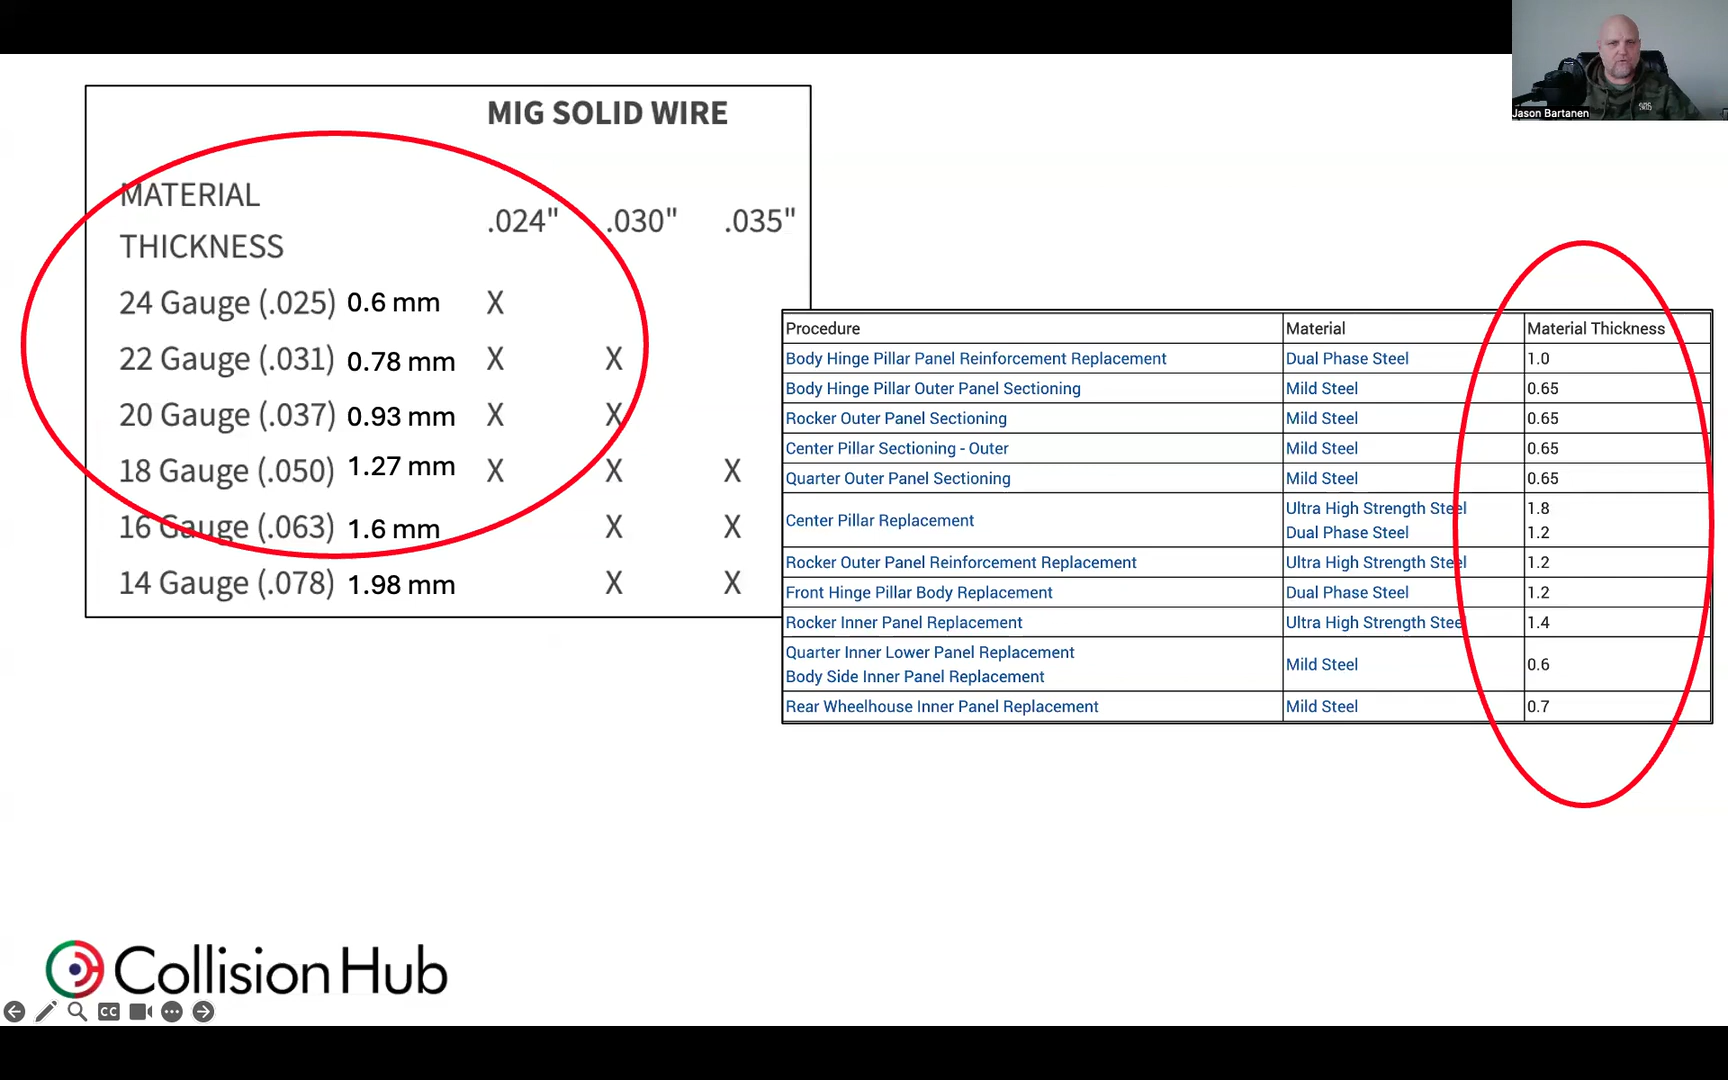 Jason Bartanen
MIG SOLID WIRE
MATERIAL
THICKNESS
.024" .030" .035"
24 Gauge (.025) 0.6 mm X
22 Gauge (.031) 0.78 mm X X
20 Gauge (.037) 0.93 mm X X
18 Gauge (.050) 1.27 mm X X X
16 Gauge (.063) 1.6 mm X X
14 Gauge (.078) 1.98 mm X X
Procedure Material Material Thickness
Body Hinge Pillar Panel Reinforcement Replacement Dual Phase Steel 1.0
Body Hinge Pillar Outer Panel Sectioning Mild Steel 0.65
Rocker Outer Panel Sectioning Mild Steel 0.65
Center Pillar Sectioning - Outer Mild Steel 0.65
Quarter Outer Panel Sectioning Mild Steel 0.65
Center Pillar Replacement
Ultra High Strength Steel 1.8
Dual Phase Steel 1.2
Rocker Outer Panel Reinforcement Replacement Ultra High Strength Steel 1.2
Front Hinge Pillar Body Replacement Dual Phase Steel 1.2
Rocker Inner Panel Replacement Ultra High Strength Steel 1.4
Quarter Inner Lower Panel Replacement
Body Side Inner Panel Replacement
Mild Steel 0.6
Rear Wheelhouse Inner Panel Replacement Mild Steel 0.7
Collision Hub
CC